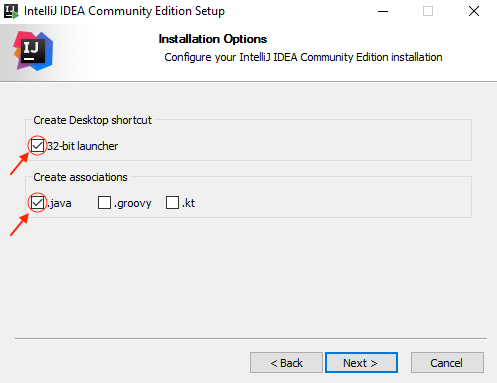 IJ IntelliJ IDEA Community Edition Setup
IJ
Installation Options
Configure your IntelliJ IDEA Community Edition installation
Create Desktop shortcut
32-bit launcher
Create associations
.java .groovy .kt
< Back Next > Cancel